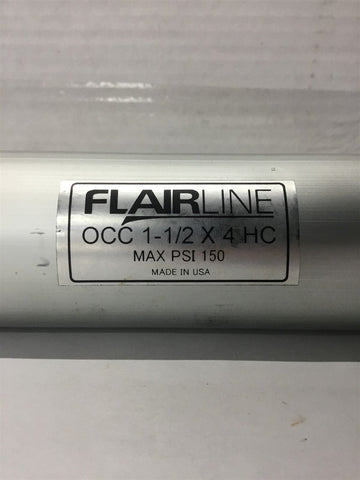 FLAIRLINE
OCC 1-1/2 X 4 HC
MAX PSI 150
MADE IN USA